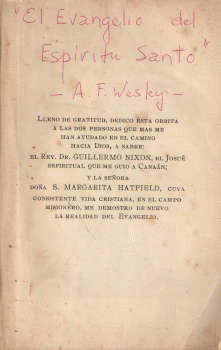 "El Evangelio del
Espíritu Santo"
- A. F. Wesley -
LLENO DE GRATITUD, DEDICO ESTA OBRITA
A LAS DOS PERSONAS QUE MAS ME
HAN AYUDADO EN EL CAMINO
HACIA DIOS, A SABER:
EL REV. DR. GUILLERMO NIXON, EL JOSUÉ
ESPIRITUAL QUE ME GUIO A CANAÁN;
Y LA SEÑORA
DOÑA S. MARGARITA HATFIELD, CUYA
CONSISTENTE VIDA CRISTIANA, EN EL CAMPO
MISIONERO, ME DEMOSTRO DE NUEVO
LA REALIDAD DEL EVANGELIO.